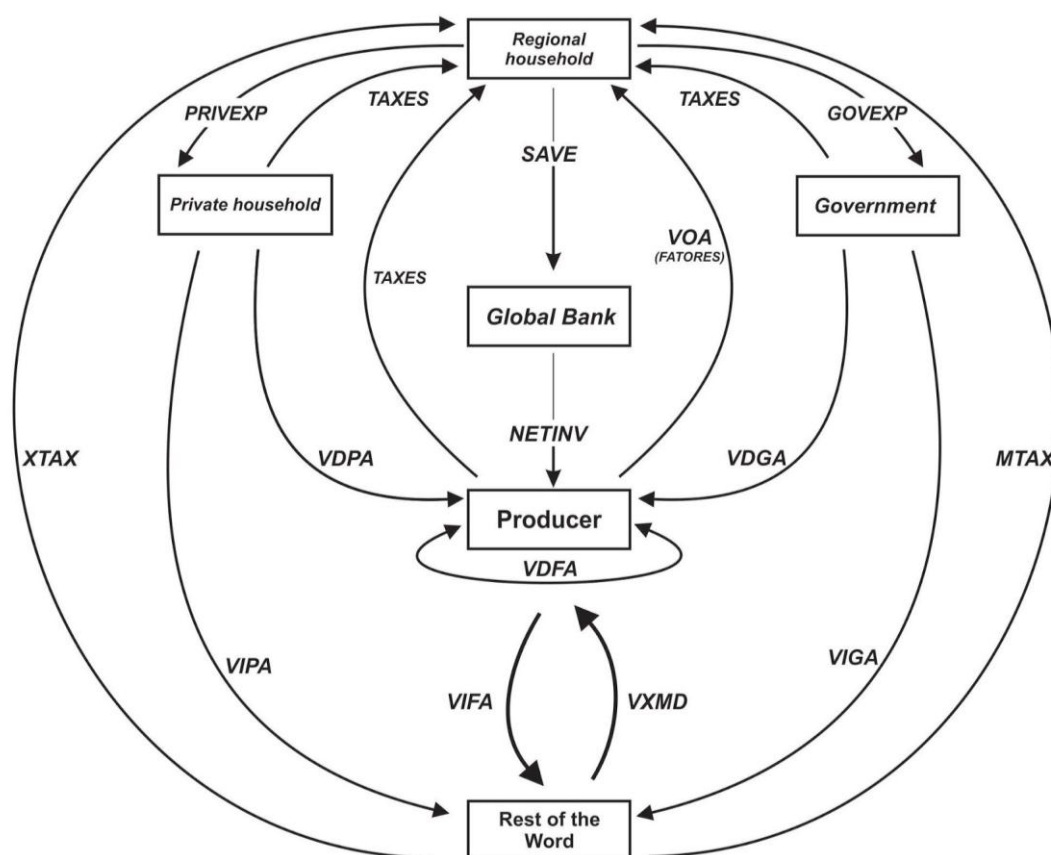 Regional
household
PRIVEXP
TAXES
TAXES
GOVEXP
SAVE
Private household
Government
VOA
(FATORES)
TAXES
Global Bank
NETINV
XTAX
VDPA
VDGA
MTAX
Producer
VDFA
VIPA
VIGA
VIFA
VXMD
Rest of the
Word